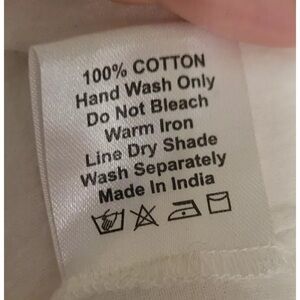 100% COTTON
Hand Wash Only
Do Not Bleach
Warm Iron
Line Dry Shade
Wash Separately
Made In India